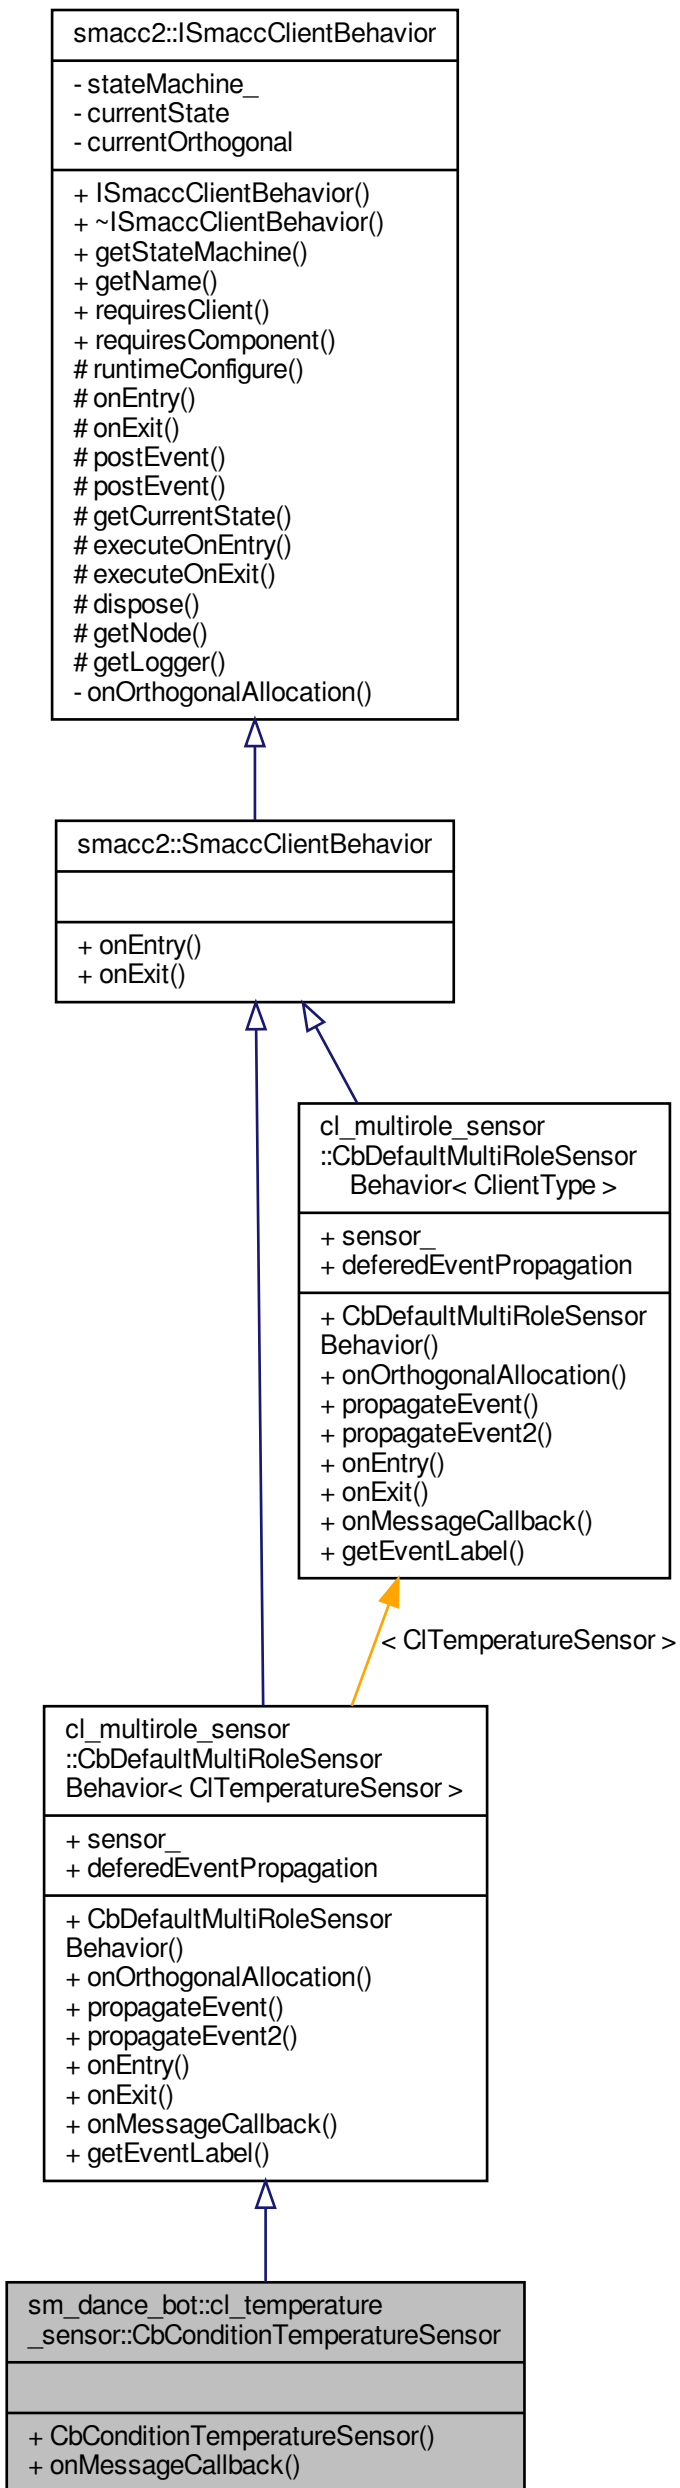 smacc2::ISmaccClientBehavior
- stateMachine_
- currentState
- currentOrthogonal
+ ISmaccClientBehavior()
+ ~ISmaccClientBehavior()
+ getStateMachine()
+ getName()
+ requiresClient()
+ requiresComponent()
# runtimeConfigure()
# onEntry()
# onExit()
# postEvent()
# postEvent()
# getCurrentState()
# executeOnEntry()
# executeOnExit()
# dispose()
# getNode()
# getLogger()
- onOrthogonalAllocation()
smacc2::SmaccClientBehavior
+ onEntry()
+ onExit()
cl_multirole_sensor
::CbDefaultMultiRoleSensor
Behavior< ClientType >
+ sensor_
+ deferedEventPropagation
+ CbDefaultMultiRoleSensor
Behavior()
+ onOrthogonalAllocation()
+ propagateEvent()
+ propagateEvent2()
+ onEntry()
+ onExit()
+ onMessageCallback()
+ getEventLabel()
< ClTemperatureSensor >
cl_multirole_sensor
::CbDefaultMultiRoleSensor
Behavior< ClTemperatureSensor >
+ sensor_
+ deferedEventPropagation
+ CbDefaultMultiRoleSensor
Behavior()
+ onOrthogonalAllocation()
+ propagateEvent()
+ propagateEvent2()
+ onEntry()
+ onExit()
+ onMessageCallback()
+ getEventLabel()
sm_dance_bot::cl_temperature
_sensor::CbConditionTemperatureSensor
+ CbConditionTemperatureSensor()
+ onMessageCallback()